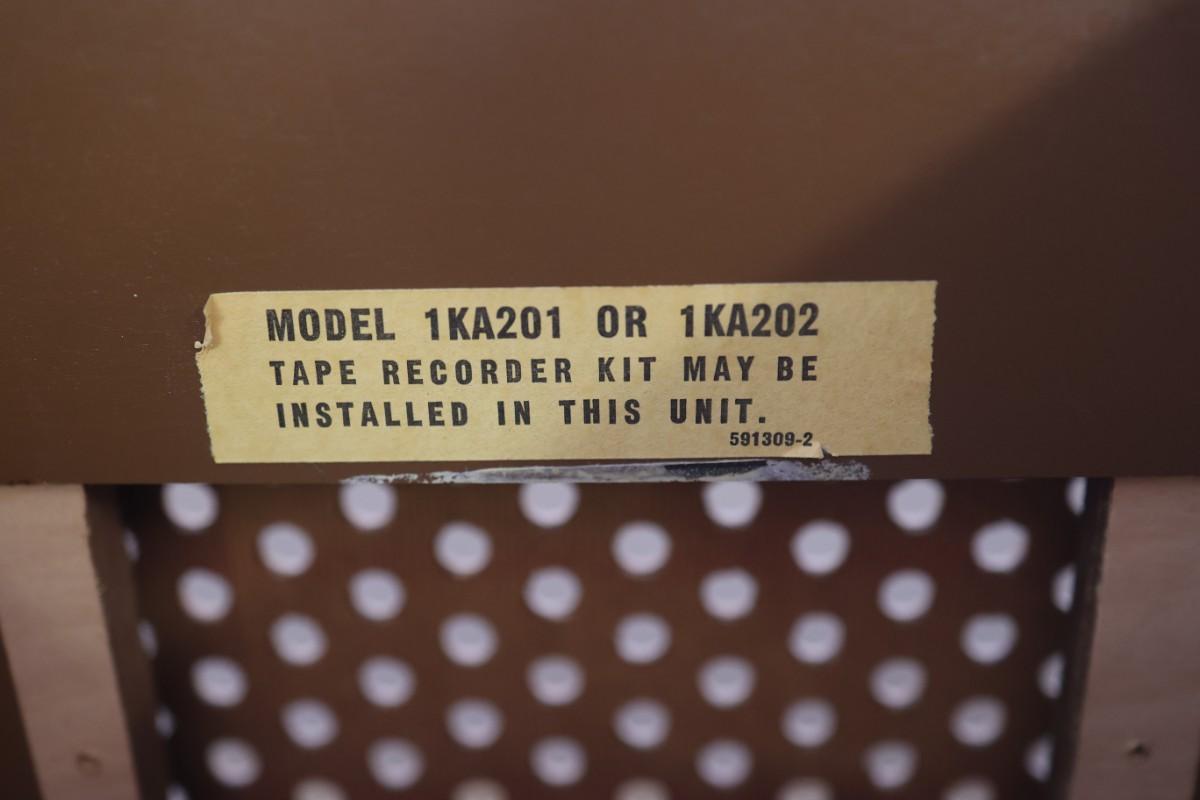 MODEL 1KA201 OR 1KA202
TAPE RECORDER KIT MAY BE
INSTALLED IN THIS UNIT.
591309-2